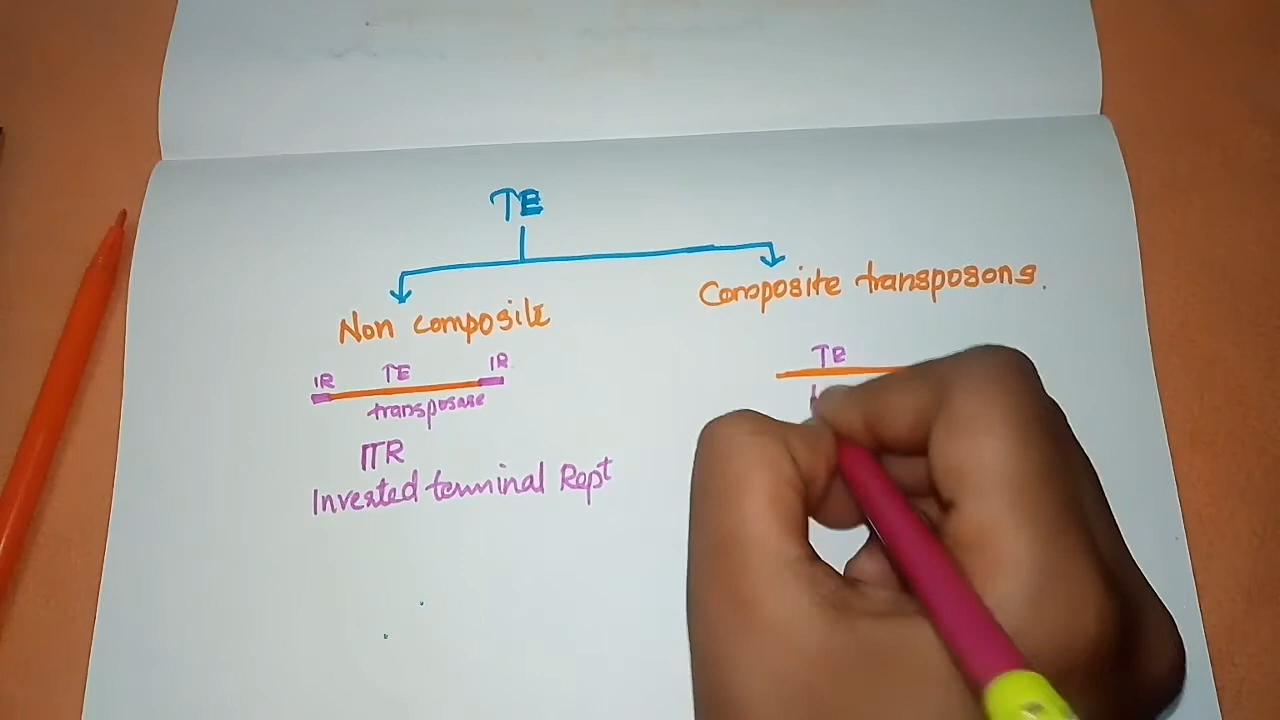 TE
Non composite
Composite transposons.
IR TE IR
transposase
ITR
Inverted terminal Rept
TE